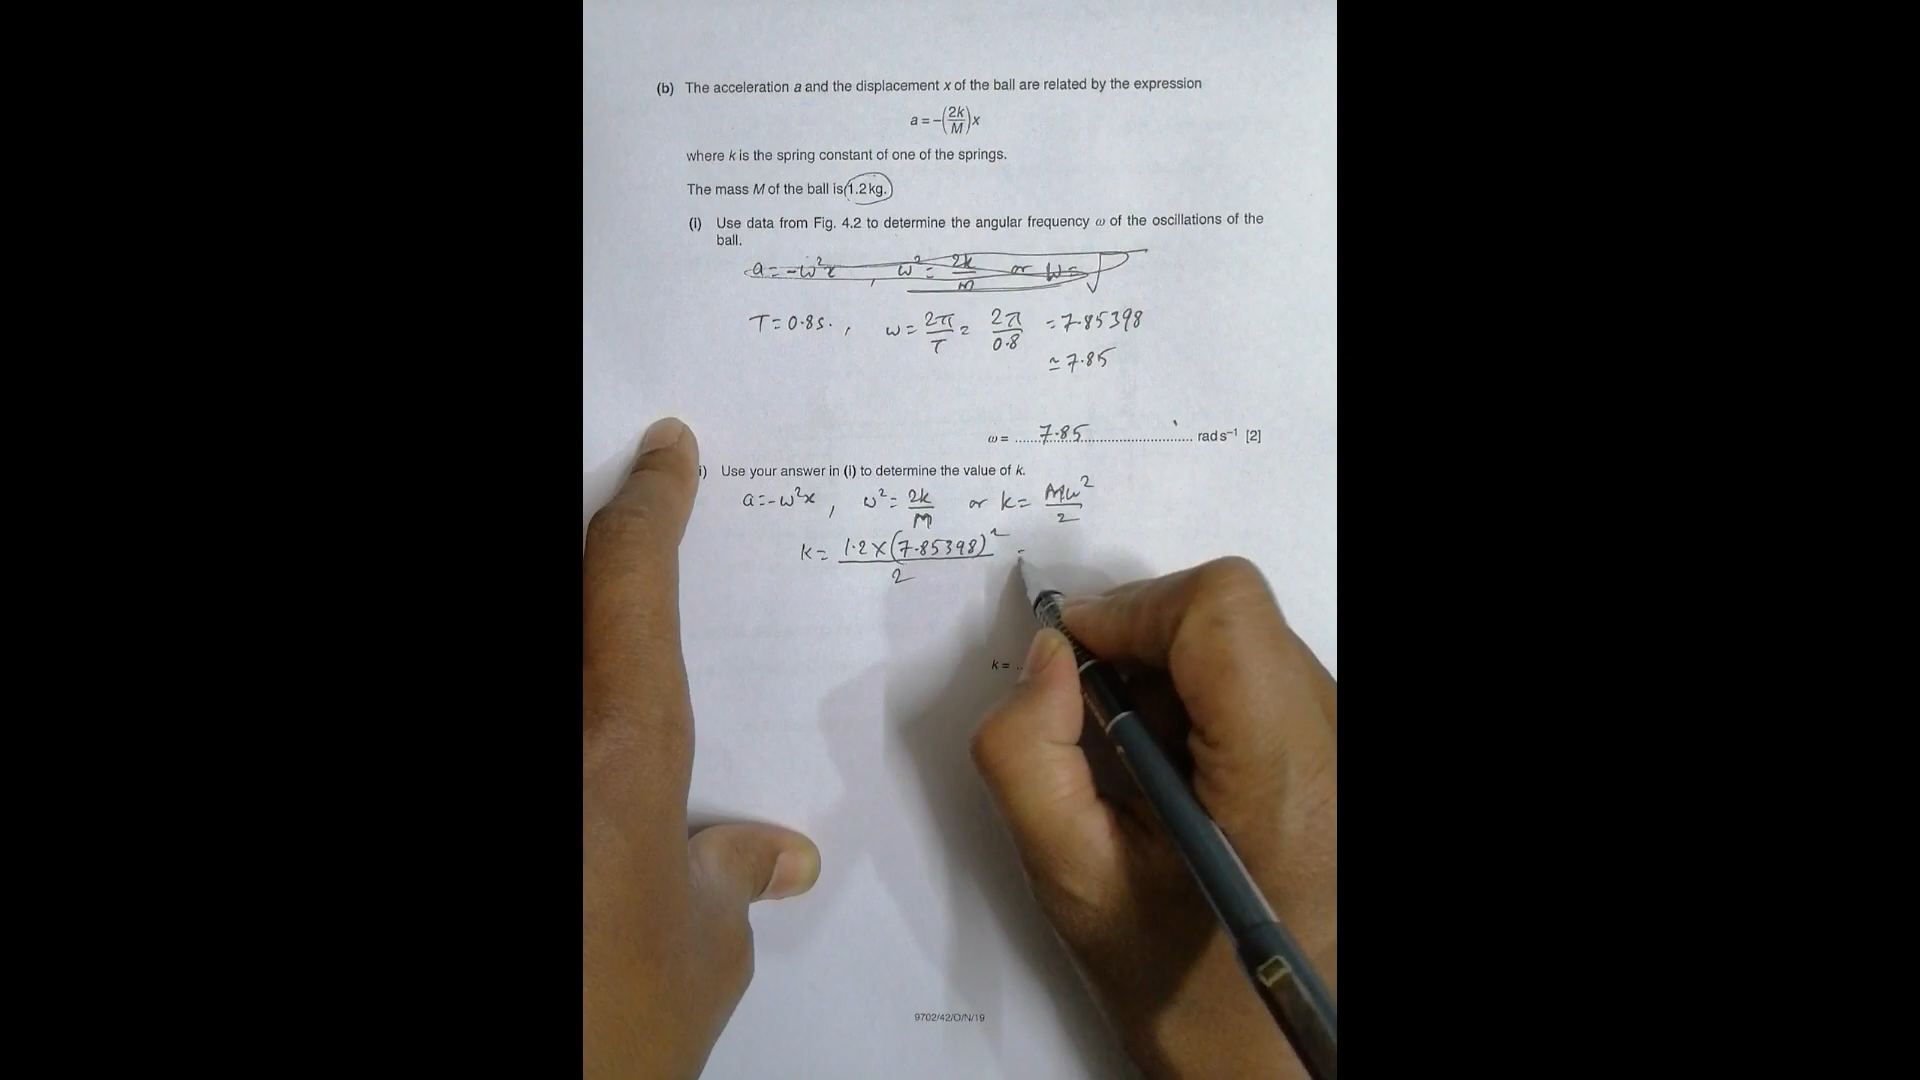 (b) The acceleration a and the displacement x of the ball are related by the expression
a = -(2k/M)x
where k is the spring constant of one of the springs.
The mass M of the ball is 1.2 kg.
(i) Use data from Fig. 4.2 to determine the angular frequency ω of the oscillations of the
ball.
a = -ω²x , ω² = 2k/m or ω =
T = 0.8s. , ω = 2π/T = 2π/0.8 = 7.85398
≃ 7.85
ω = ....... 7.85 ....... rad s⁻¹ [2]
i) Use your answer in (i) to determine the value of k.
a = -ω²x , ω² = 2k/M or k = Mω²/2
k = 1.2 × (7.85398)²/2 =
k = ..
9702/42/O/N/19